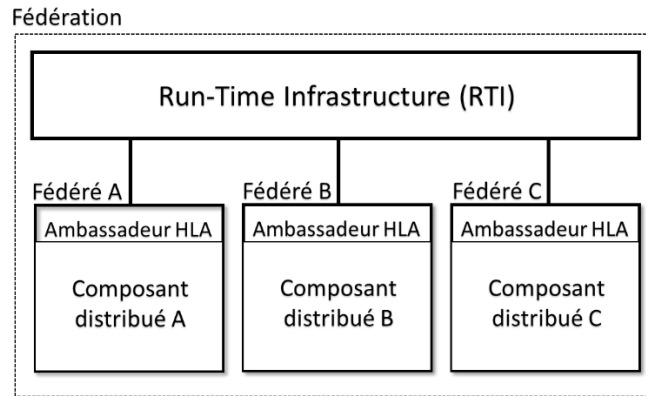 Fédération
Run-Time Infrastructure (RTI)
Fédéré A
Fédéré B
Fédéré C
Ambassadeur HLA
Ambassadeur HLA
Ambassadeur HLA
Composant
distribué A
Composant
distribué B
Composant
distribué C